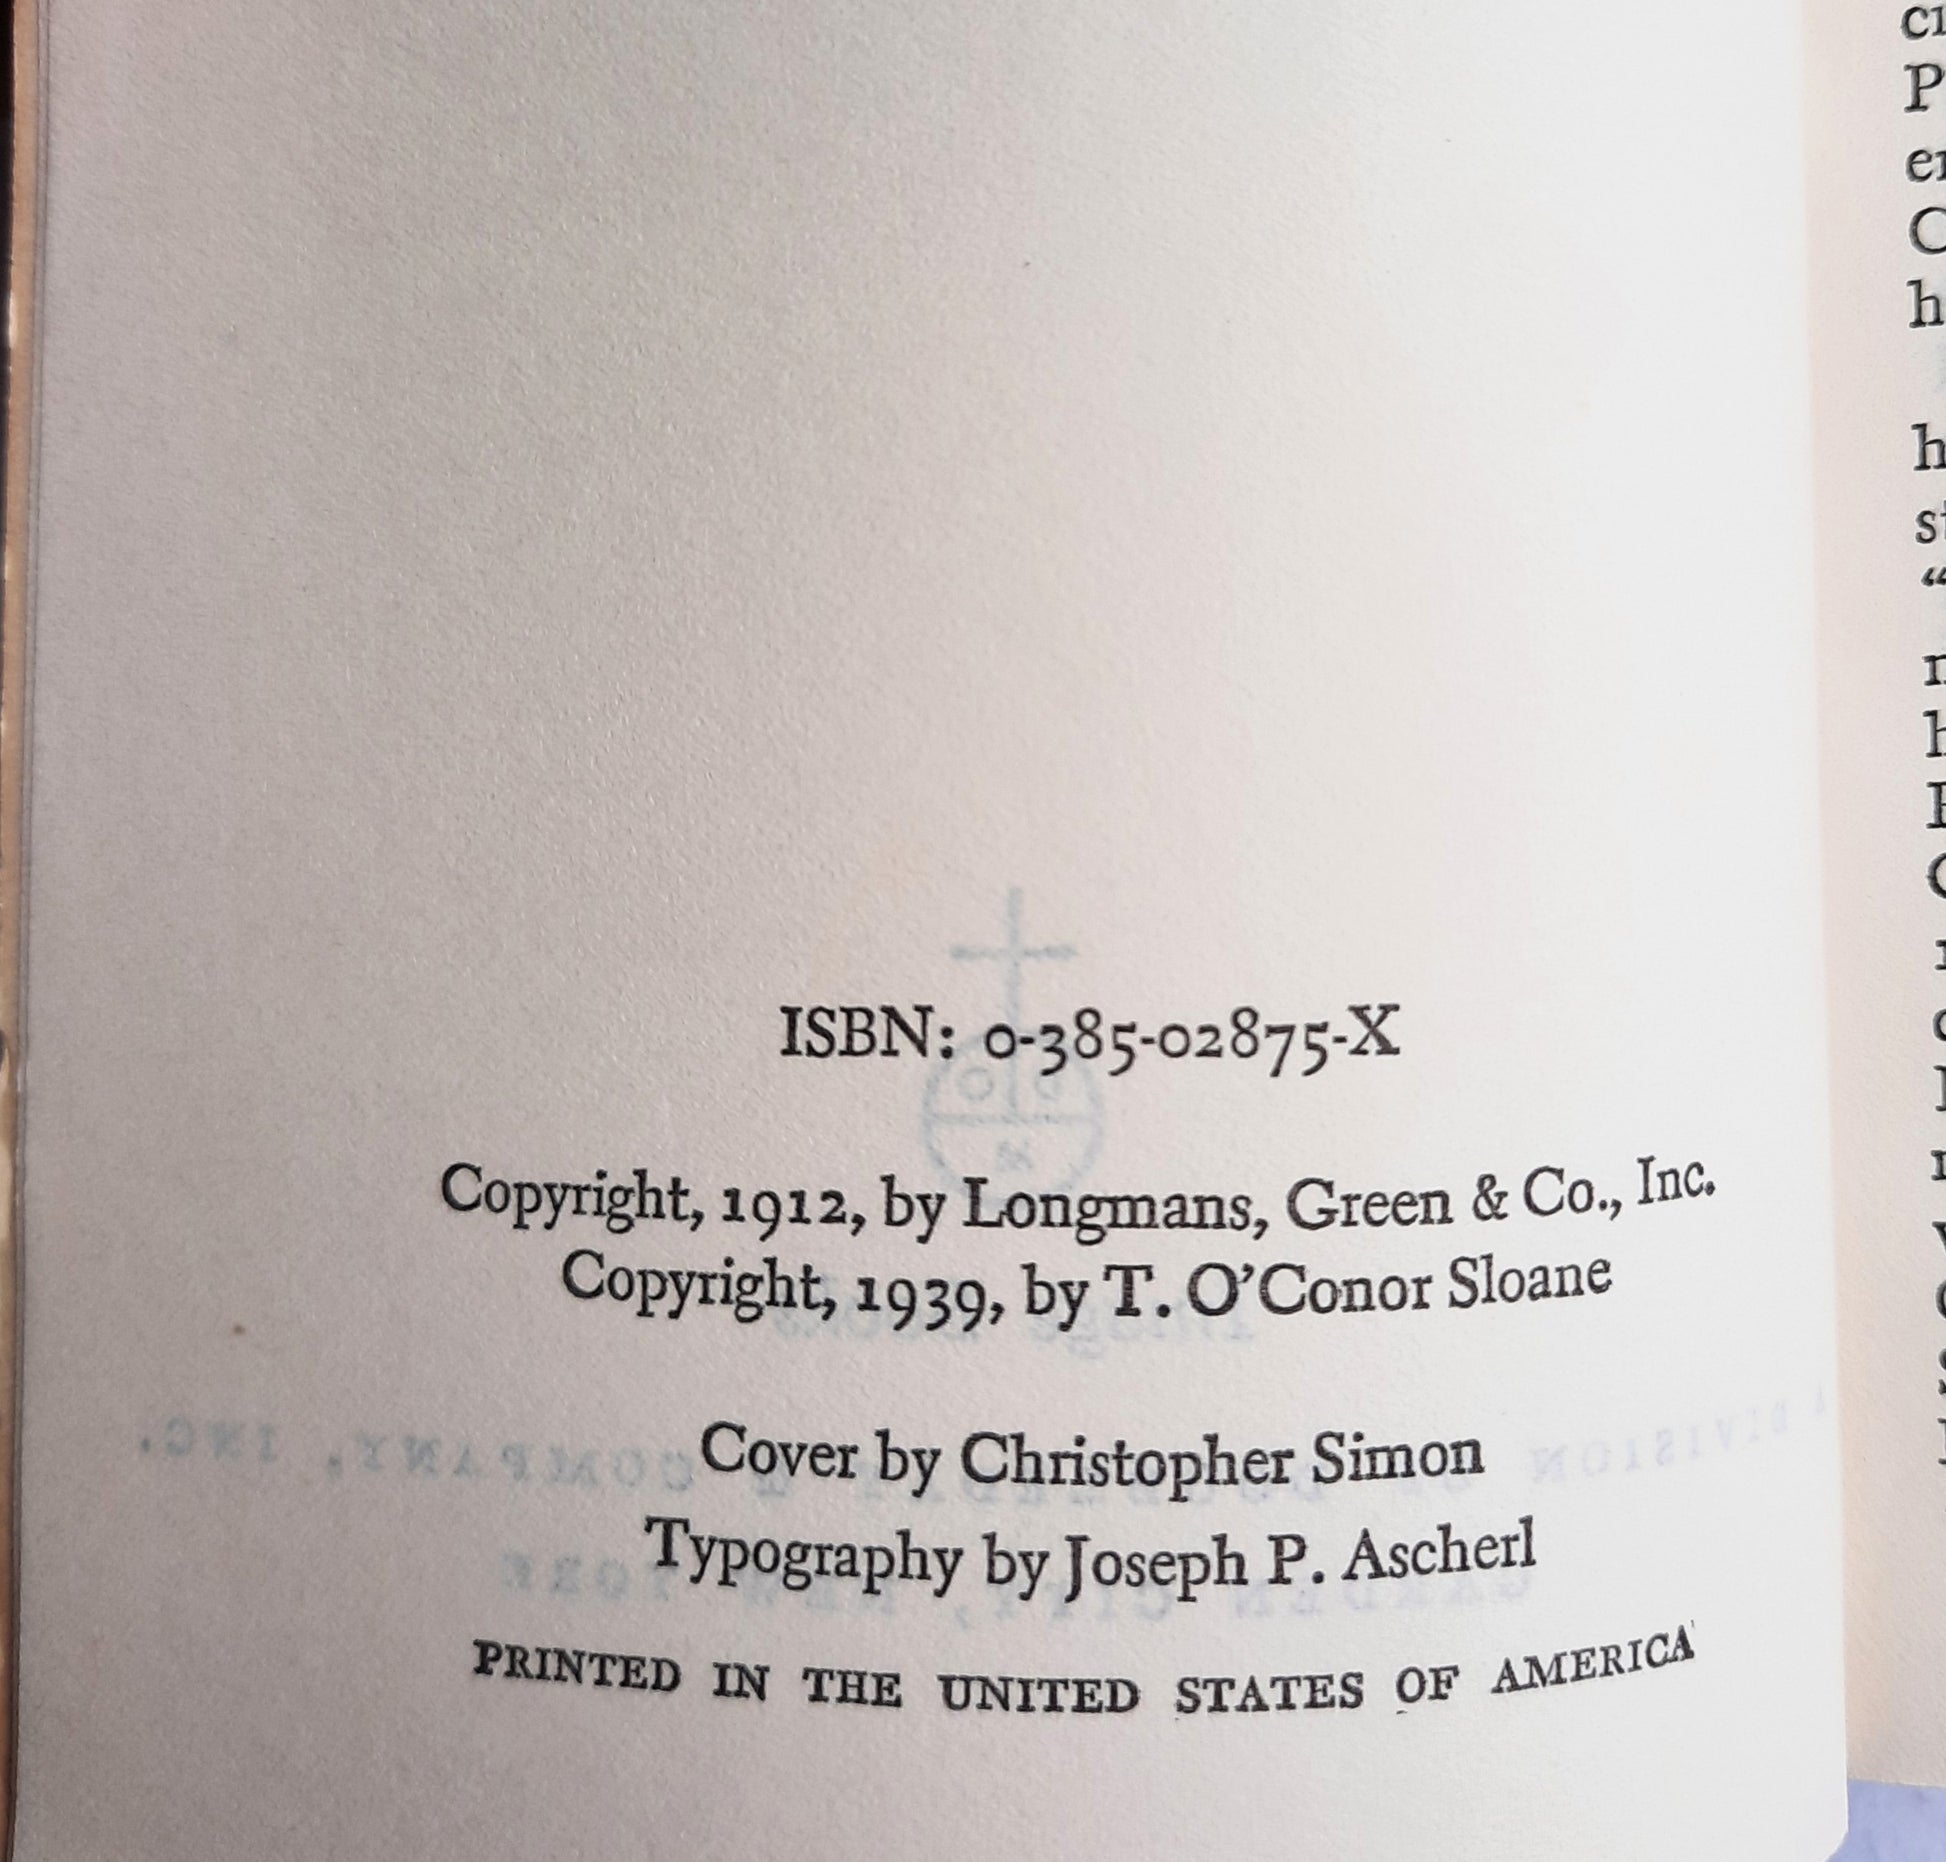 ISBN: 0-385-02875-X
Copyright, 1912, by Longmans, Green & Co., Inc.
Copyright, 1939, by T. O'Conor Sloane
Cover by Christopher Simon
Typography by Joseph P. Ascherl
PRINTED IN THE UNITED STATES OF AMERICA